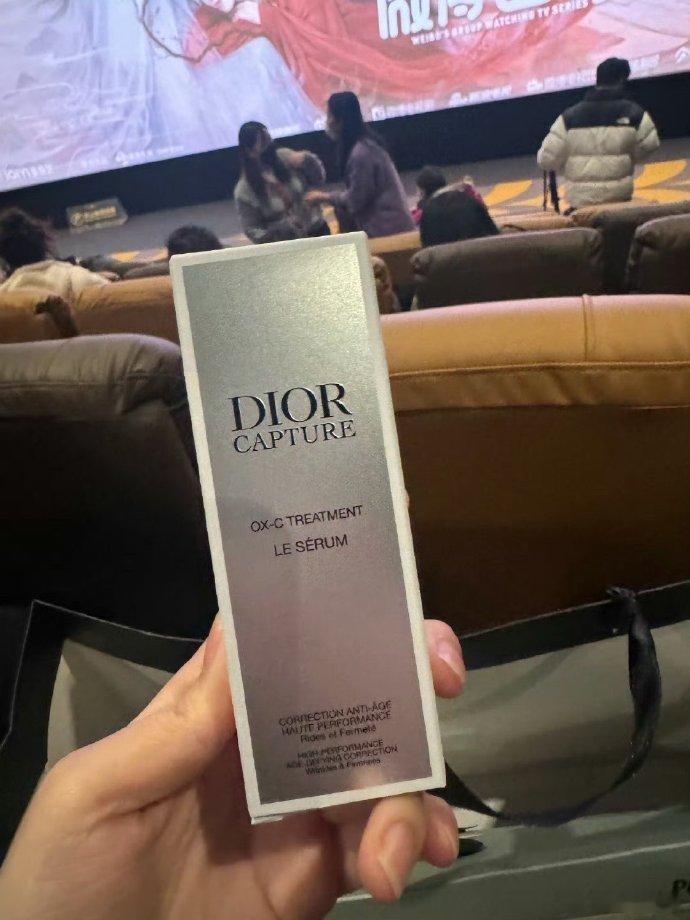 WEIBO'S GROUP WATCHING TV SERIES
DIOR
CAPTURE
OX-C TREATMENT
LE SÉRUM
CORRECTION ANTI-ÂGE
HAUTE PERFORMANCE
Rides et Fermeté
HIGH-PERFORMANCE
AGE-DEFYING CORRECTION
Wrinkles & Firmness